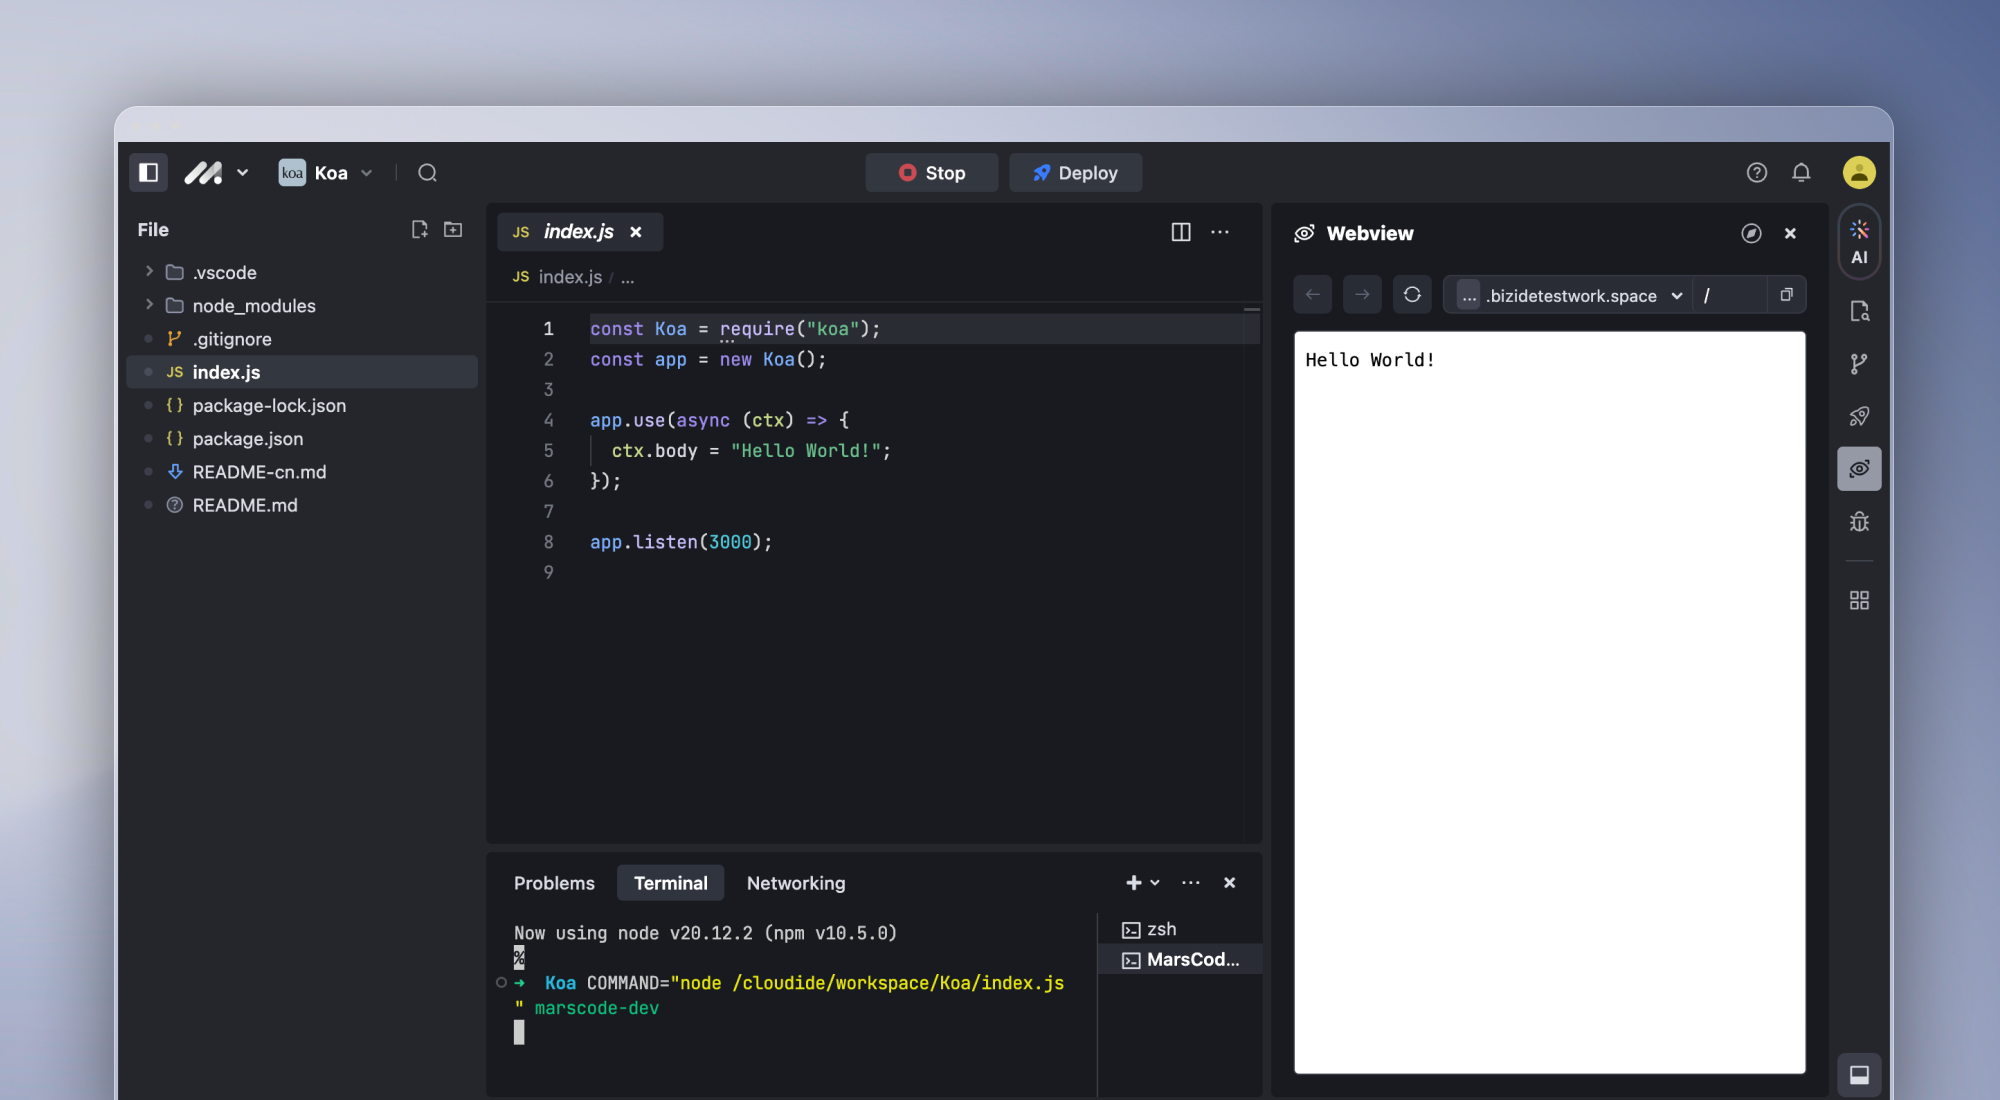 koa Koa
Stop
Deploy
File
.vscode
node_modules
.gitignore
JS index.js
{} package-lock.json
{} package.json
README-cn.md
README.md
JS index.js
JS index.js / ...
1 const Koa = require("koa");
2 const app = new Koa();
3
4 app.use(async (ctx) => {
5 ctx.body = "Hello World!";
6 });
7
8 app.listen(3000);
9
Problems
Terminal
Networking
Now using node v20.12.2 (npm v10.5.0)
%
→ Koa COMMAND="node /cloudide/workspace/Koa/index.js
" marscode-dev
zsh
MarsCod...
Webview
... .bizidetestwork.space
/
Hello World!
AI